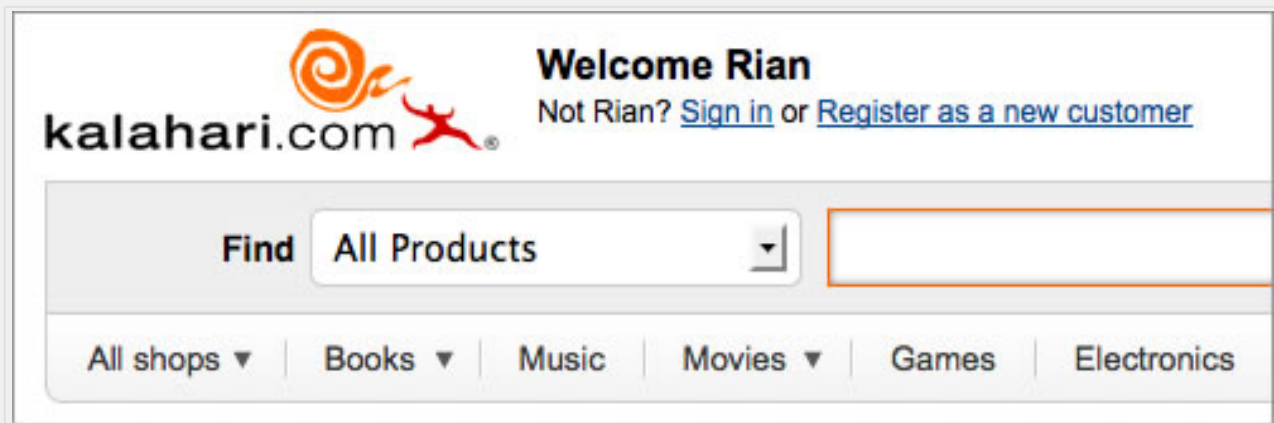 kalahari.com ®
Welcome Rian
Not Rian? Sign in or Register as a new customer
Find All Products
All shops ▼ Books ▼ Music Movies ▼ Games Electronics